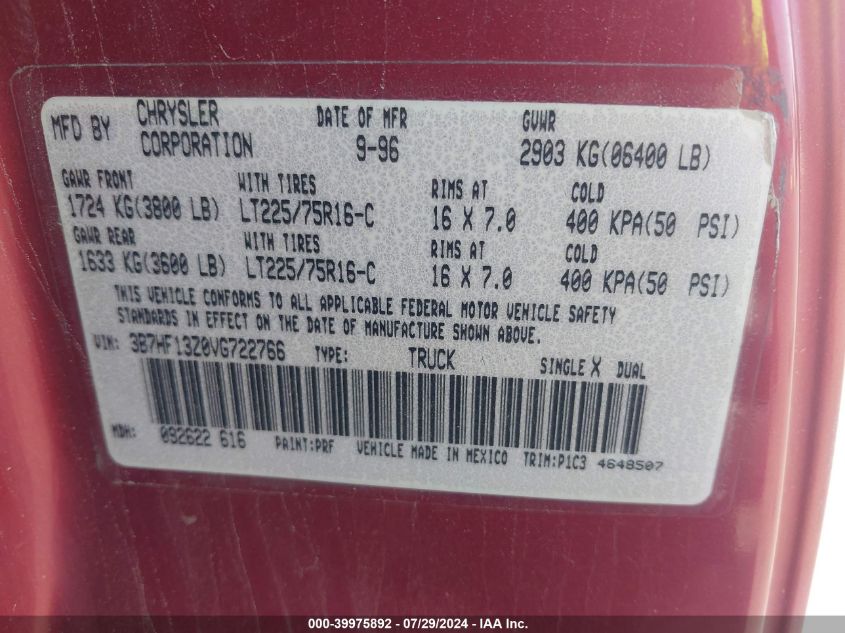 MFD BY CHRYSLER CORPORATION DATE OF MFR 9-96 GVWR 2903 KG(06400 LB)
GAWR FRONT WITH TIRES RIMS AT COLD
1724 KG(3800 LB) LT225/75R16-C 16 X 7.0 400 KPA(50 PSI)
GAWR REAR WITH TIRES RIMS AT COLD
1633 KG(3600 LB) LT225/75R16-C 16 X 7.0 400 KPA(50 PSI)
THIS VEHICLE CONFORMS TO ALL APPLICABLE FEDERAL MOTOR VEHICLE SAFETY
STANDARDS IN EFFECT ON THE DATE OF MANUFACTURE SHOWN ABOVE.
VIN: 3B7HF13Z0VG722766 TYPE: TRUCK SINGLE X DUAL
MDH: 092622 616 PAINT:PRF VEHICLE MADE IN MEXICO TRIM:P1C3 4648507
000-39975892 - 07/29/2024 - IAA Inc.